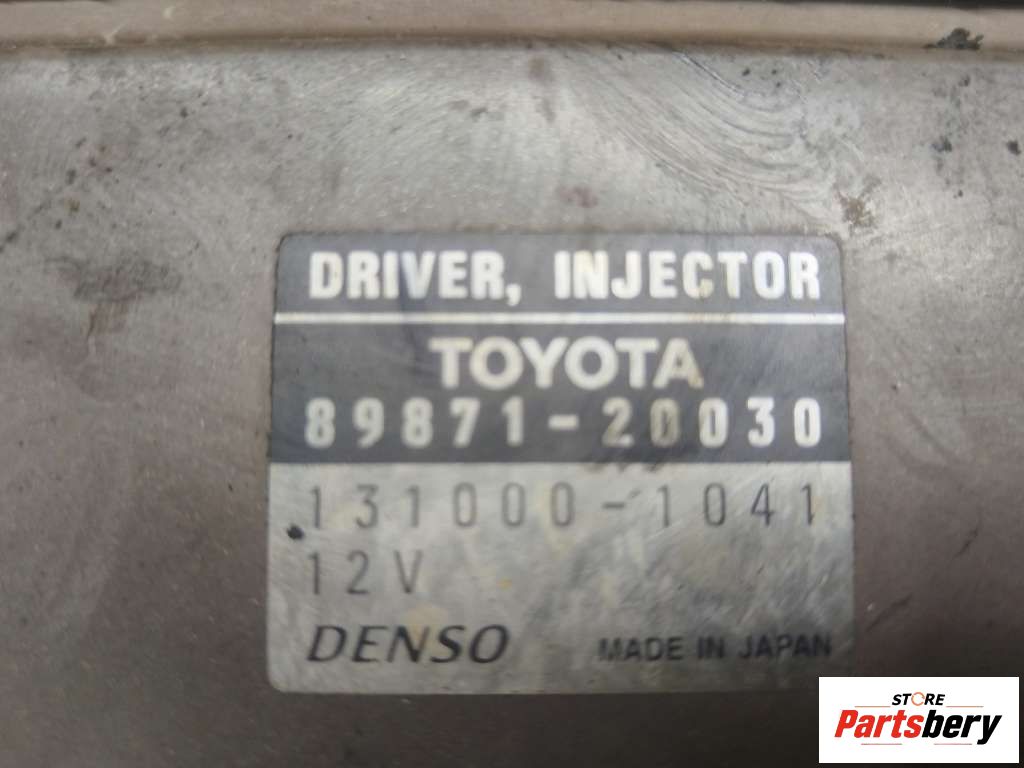 DRIVER, INJECTOR
TOYOTA
89871-20030
131000-1041
12V
DENSO
MADE IN JAPAN
STORE
Partsbery